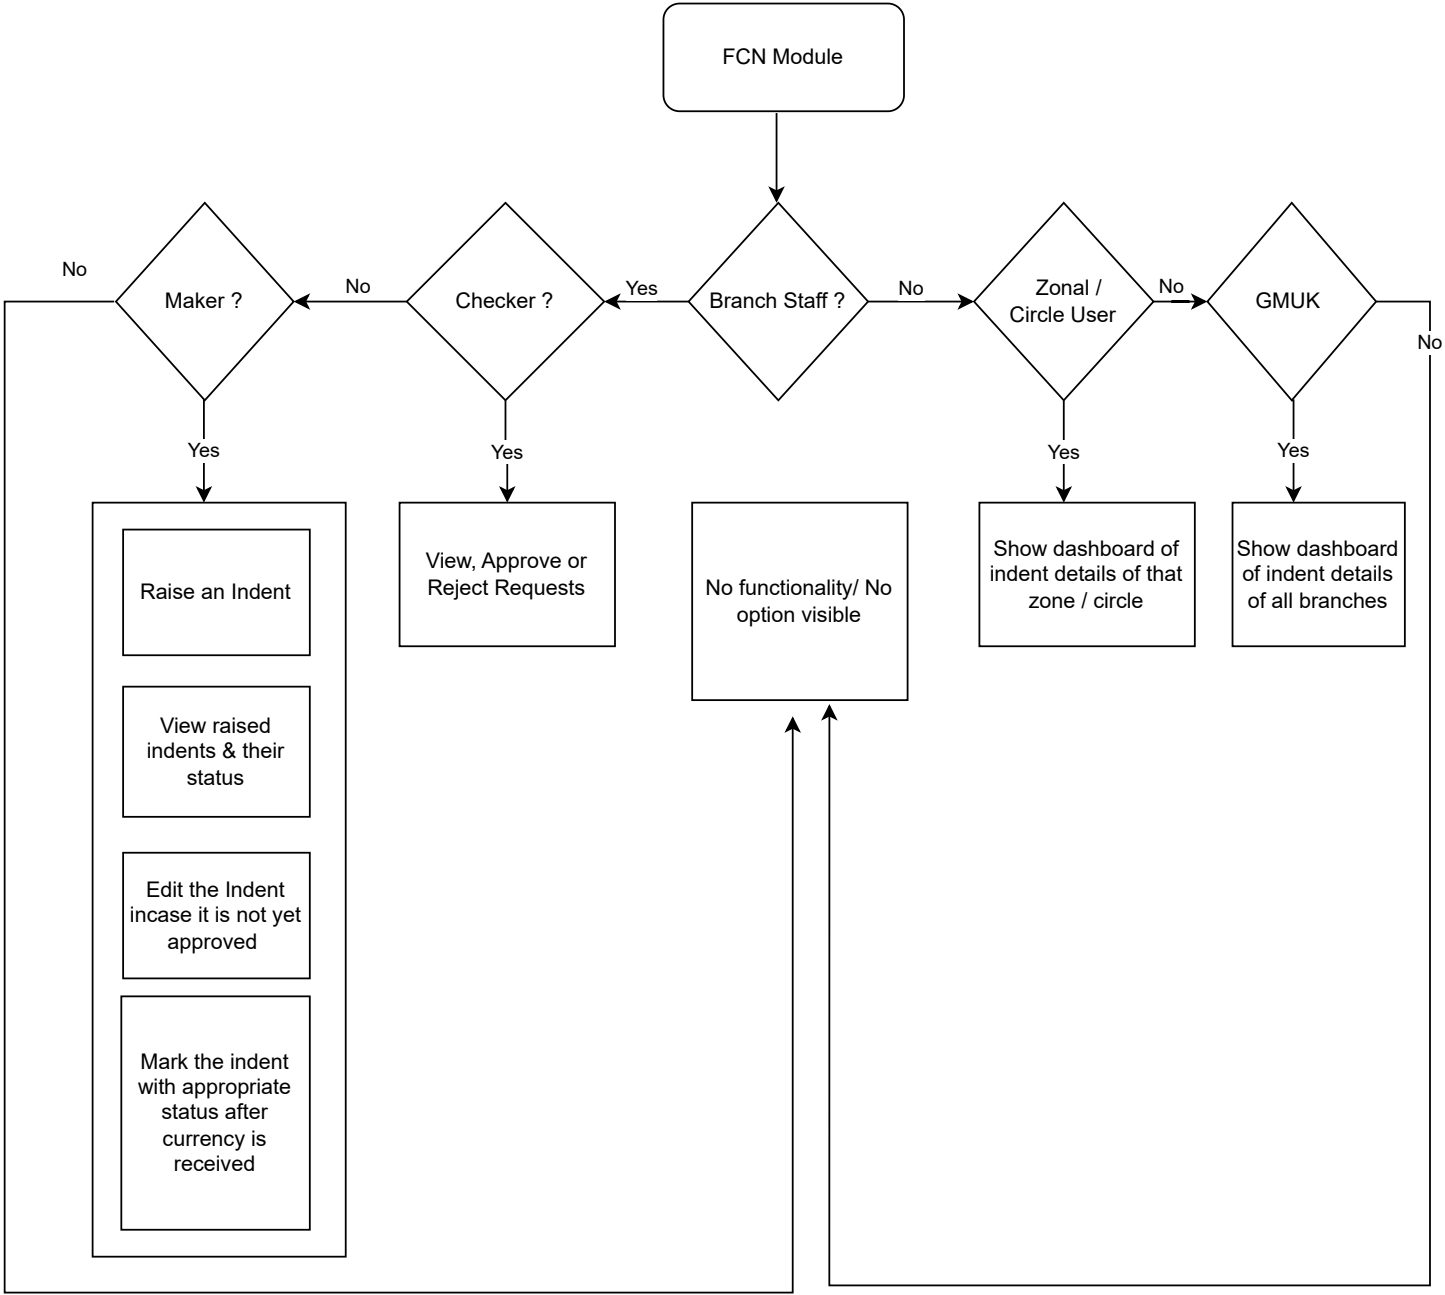 FCN Module
No
Maker ?
No
Checker ?
Yes
Branch Staff ?
No
Zonal /
Circle User
No
GMUK
No
Yes
Yes
Yes
Yes
Raise an Indent
View raised
indents & their
status
Edit the Indent
incase it is not yet
approved
Mark the indent
with appropriate
status after
currency is
received
View, Approve or
Reject Requests
No functionality/ No
option visible
Show dashboard of
indent details of that
zone / circle
Show dashboard
of indent details
of all branches